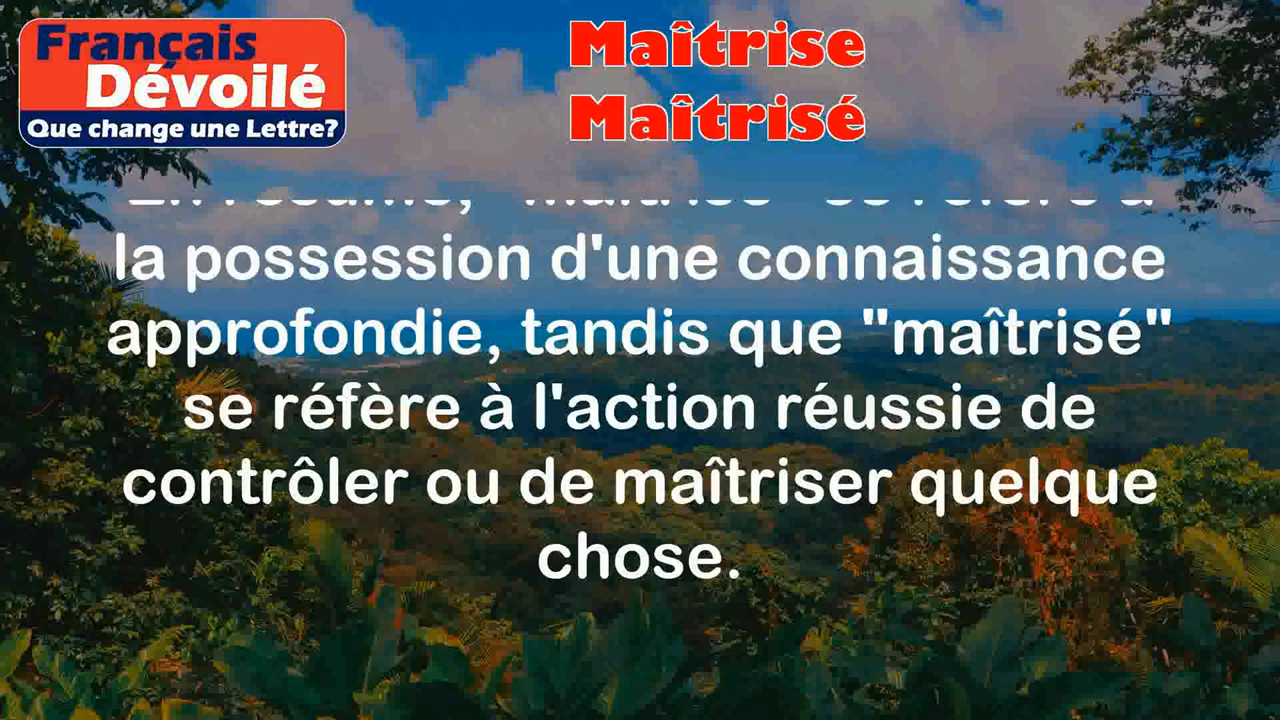 Français
Dévoilé
Que change une Lettre?
Maîtrise
Maîtrisé
la possession d'une connaissance
approfondie, tandis que "maîtrisé"
se réfère à l'action réussie de
contrôler ou de maîtriser quelque
chose.